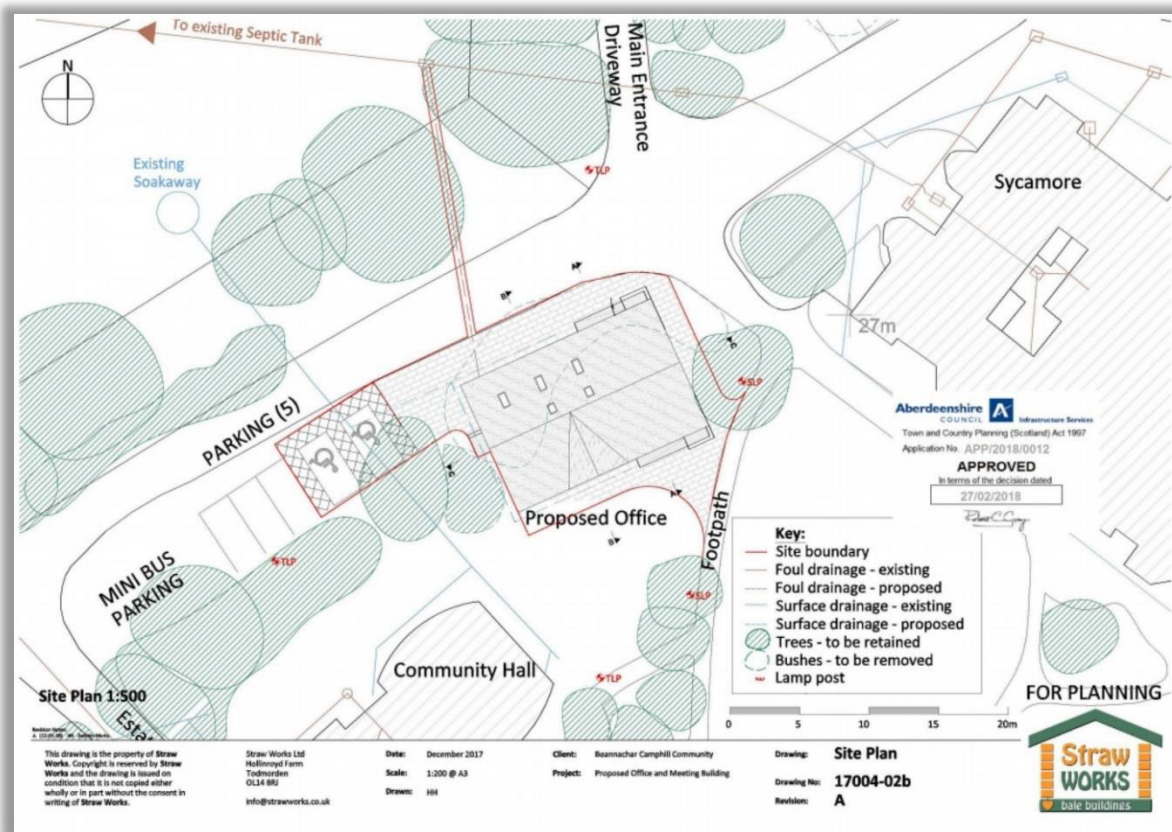 To existing Septic Tank
N
Main Entrance
Driveway
TLP
Existing
Soakaway
Sycamore
A
B
27m
C
SLP
PARKING (5)
Aberdeenshire
COUNCIL
Infrastructure Services
Town and Country Planning (Scotland) Act 1997
Application No. APP/2018/0012
APPROVED
In terms of the decision dated
27/02/2018
C
A
Proposed Office
Footpath
B
TLP
MINI BUS
PARKING
SLP
Key:
Site boundary
Foul drainage - existing
Foul drainage - proposed
Surface drainage - existing
Surface drainage - proposed
Trees - to be retained
Bushes - to be removed
Lamp post
Community Hall
TLP
Site Plan 1:500
FOR PLANNING
0 5 10 15 20m
This drawing is the property of Straw
Works. Copyright is reserved by Straw
Works and the drawing is issued on
condition that it is not copied either
wholly or in part without the consent in
writing of Straw Works.
Straw Works Ltd
Hollinroyd Farm
Todmorden
OL14 8RJ
info@strawworks.co.uk
Date: December 2017
Scale: 1:200 @ A3
Drawn: HH
Client: Beannachar Camphill Community
Project: Proposed Office and Meeting Building
Drawing: Site Plan
Drawing No: 17004-02b
Revision: A
Straw
WORKS
bale buildings